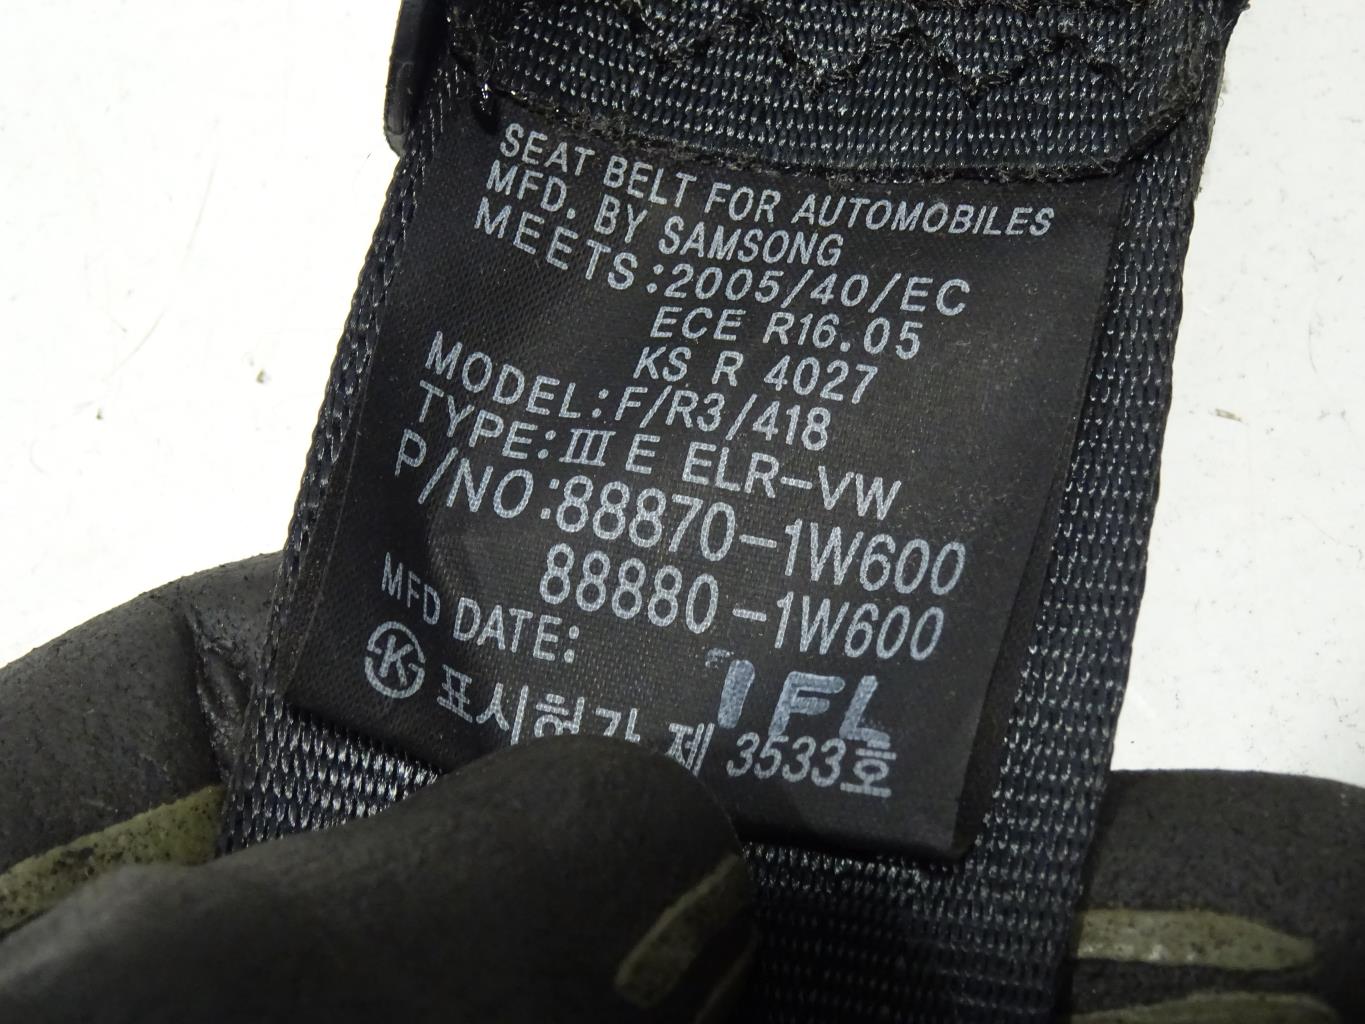 SEAT BELT FOR AUTOMOBILES
MFD. BY SAMSONG
MEETS:2005/40/EC
ECE R16.05
KS R 4027
MODEL:F/R3/418
TYPE:Ⅲ E ELR-VW
P/NO:88870-1W600
88880-1W600
MFD DATE: 1FL
K 표시허가 제 3533호